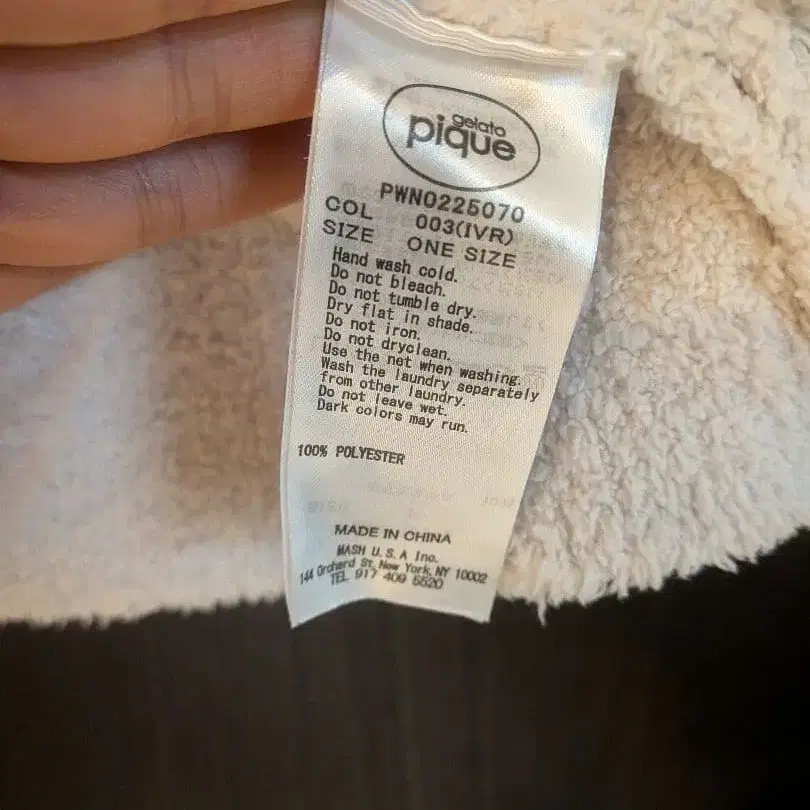 gelato
pique
PWNO225070
COL 003(IVR)
SIZE ONE SIZE
Hand wash cold.
Do not bleach.
Do not tumble dry.
Dry flat in shade.
Do not iron.
Do not dryclean.
Use the net when washing.
Wash the laundry separately
from other laundry.
Do not leave wet.
Dark colors may run.
100% POLYESTER
MADE IN CHINA
MASH U.S.A Inc.
144 Orchard St, New York, NY 10002
TEL 917 409 5520